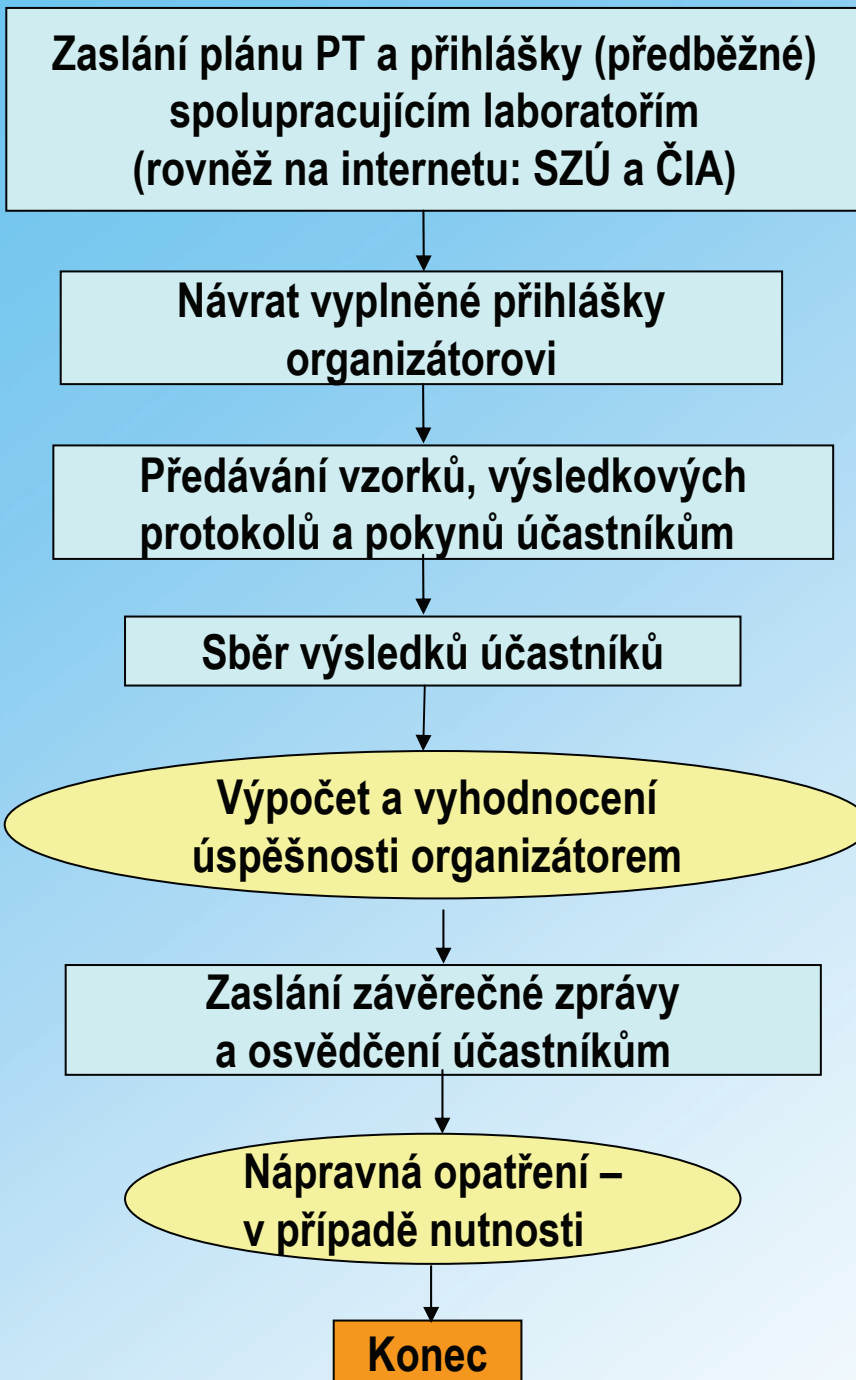 Zaslání plánu PT a přihlášky (předběžné)
spolupracujícím laboratořím
(rovněž na internetu: SZÚ a ČIA)
Návrat vyplněné přihlášky
organizátorovi
Předávání vzorků, výsledkových
protokolů a pokynů účastníkům
Sběr výsledků účastníků
Výpočet a vyhodnocení
úspěšnosti organizátorem
Zaslání závěrečné zprávy
a osvědčení účastníkům
Nápravná opatření –
v případě nutnosti
Konec